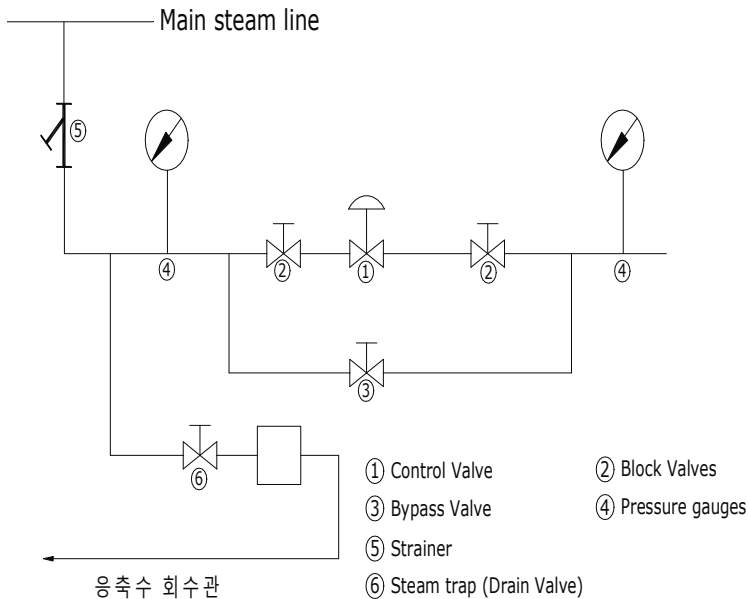 Main steam line
⑤
④
②
①
②
④
③
⑥
① Control Valve
② Block Valves
③ Bypass Valve
④ Pressure gauges
⑤ Strainer
⑥ Steam trap (Drain Valve)
응축수 회수관